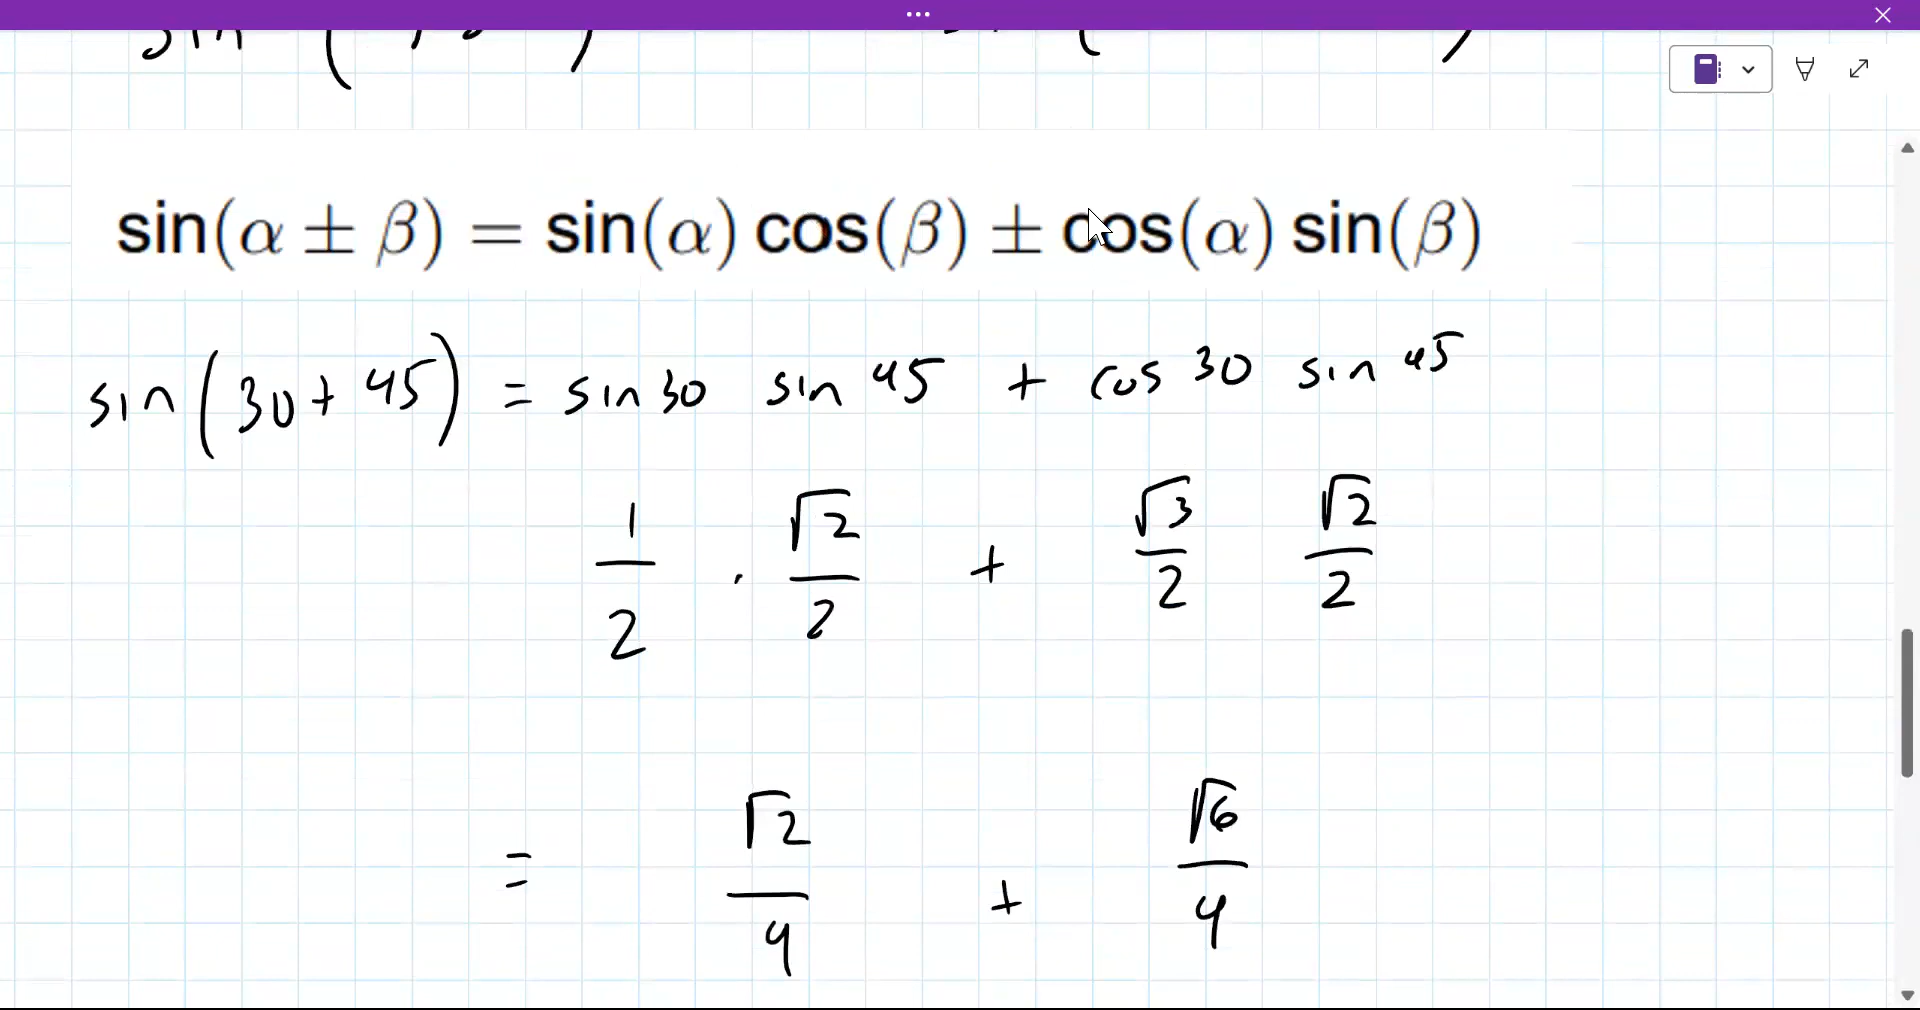 sin(α ± β) = sin(α) cos(β) ± cos(α) sin(β)
sin(30 + 45) = sin 30 sin 45 + cos 30 sin 45
1/2 · √2/2 + √3/2 √2/2
= √2/4 + √6/4